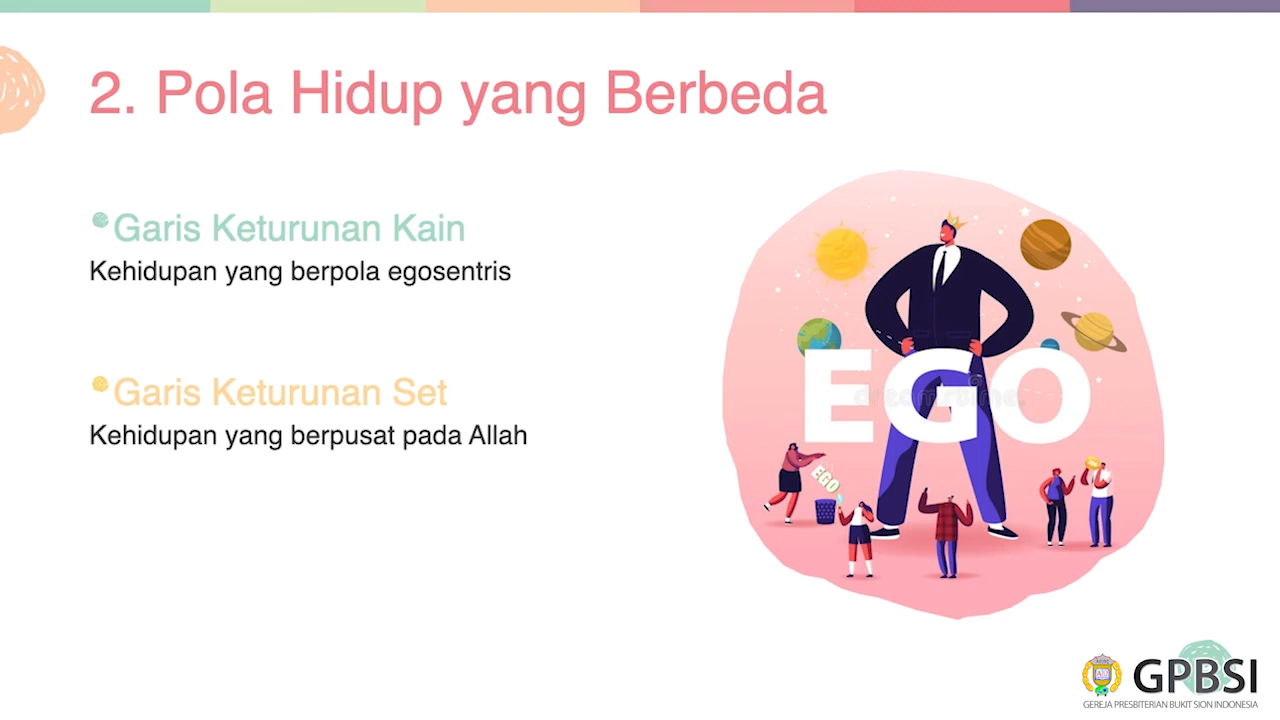 2. Pola Hidup yang Berbeda
Garis Keturunan Kain
Kehidupan yang berpola egosentris
Garis Keturunan Set
Kehidupan yang berpusat pada Allah
EGO
dreamstime.
EGO
GPBSI
GEREJA PRESBITERIAN BUKIT SION INDONESIA